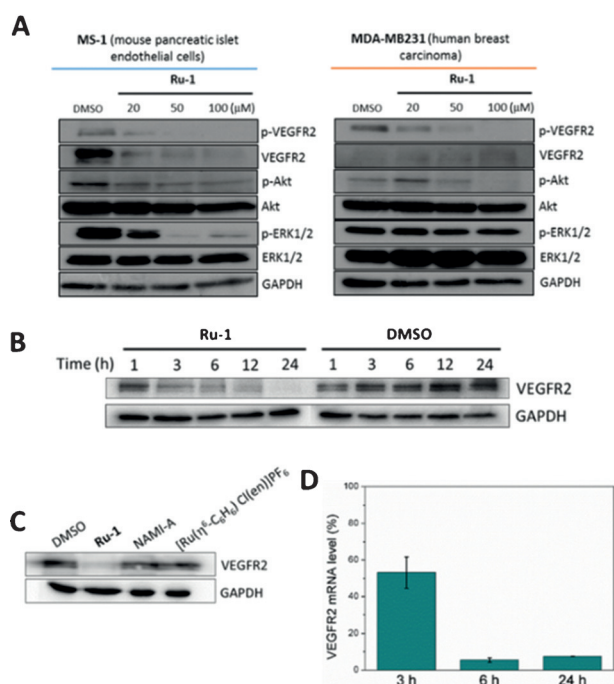 A
MS-1 (mouse pancreatic islet
endothelial cells)
Ru-1
DMSO 20 50 100 (μM)
p-VEGFR2
VEGFR2
p-Akt
Akt
p-ERK1/2
ERK1/2
GAPDH
MDA-MB231 (human breast
carcinoma)
Ru-1
DMSO 20 50 100 (μM)
p-VEGFR2
VEGFR2
p-Akt
Akt
p-ERK1/2
ERK1/2
GAPDH
B
Ru-1 DMSO
Time (h) 1 3 6 12 24 1 3 6 12 24
VEGFR2
GAPDH
C
DMSO Ru-1 NAMI-A [Ru(η⁶-C₆H₆) Cl(en)]PF₆
VEGFR2
GAPDH
D
VEGFR2 mRNA level (%)
100
80
60
40
20
0
3 h 6 h 24 h